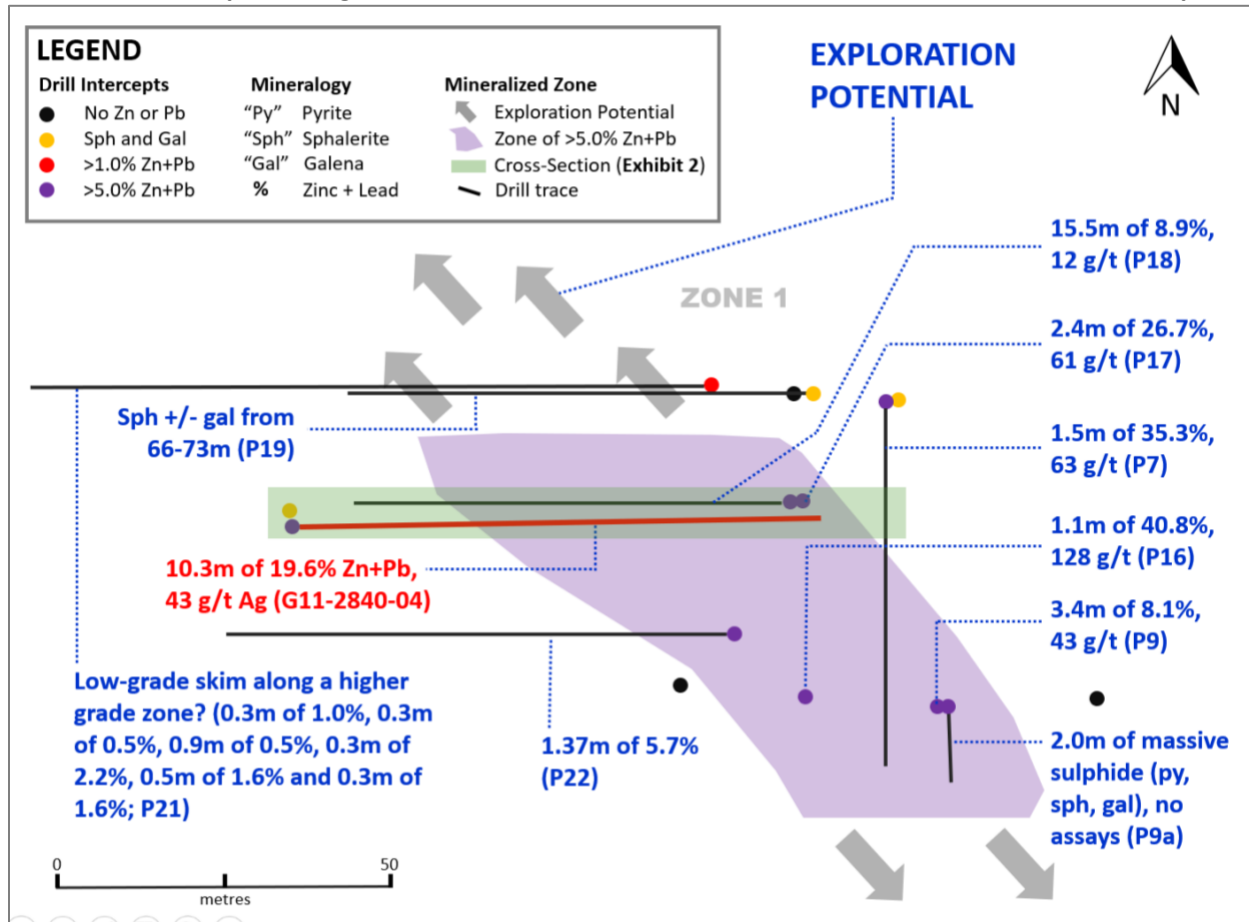 LEGEND
Drill Intercepts
No Zn or Pb
Sph and Gal
>1.0% Zn+Pb
>5.0% Zn+Pb
Mineralogy
“Py” Pyrite
“Sph” Sphalerite
“Gal” Galena
% Zinc + Lead
Mineralized Zone
Exploration Potential
Zone of >5.0% Zn+Pb
Cross-Section (Exhibit 2)
Drill trace
EXPLORATION
POTENTIAL
N
ZONE 1
15.5m of 8.9%,
12 g/t (P18)
2.4m of 26.7%,
61 g/t (P17)
Sph +/- gal from
66-73m (P19)
1.5m of 35.3%,
63 g/t (P7)
1.1m of 40.8%,
128 g/t (P16)
10.3m of 19.6% Zn+Pb,
43 g/t Ag (G11-2840-04)
3.4m of 8.1%,
43 g/t (P9)
Low-grade skim along a higher
grade zone? (0.3m of 1.0%, 0.3m
of 0.5%, 0.9m of 0.5%, 0.3m of
2.2%, 0.5m of 1.6% and 0.3m of
1.6%; P21)
1.37m of 5.7%
(P22)
2.0m of massive
sulphide (py,
sph, gal), no
assays (P9a)
0 50
metres